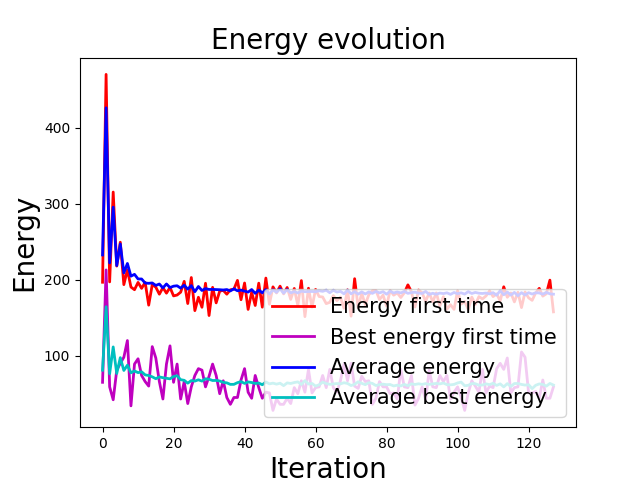 Energy evolution
Energy
400
300
200
100
0
20
40
60
80
100
120
Iteration
Energy first time
Best energy first time
Average energy
Average best energy